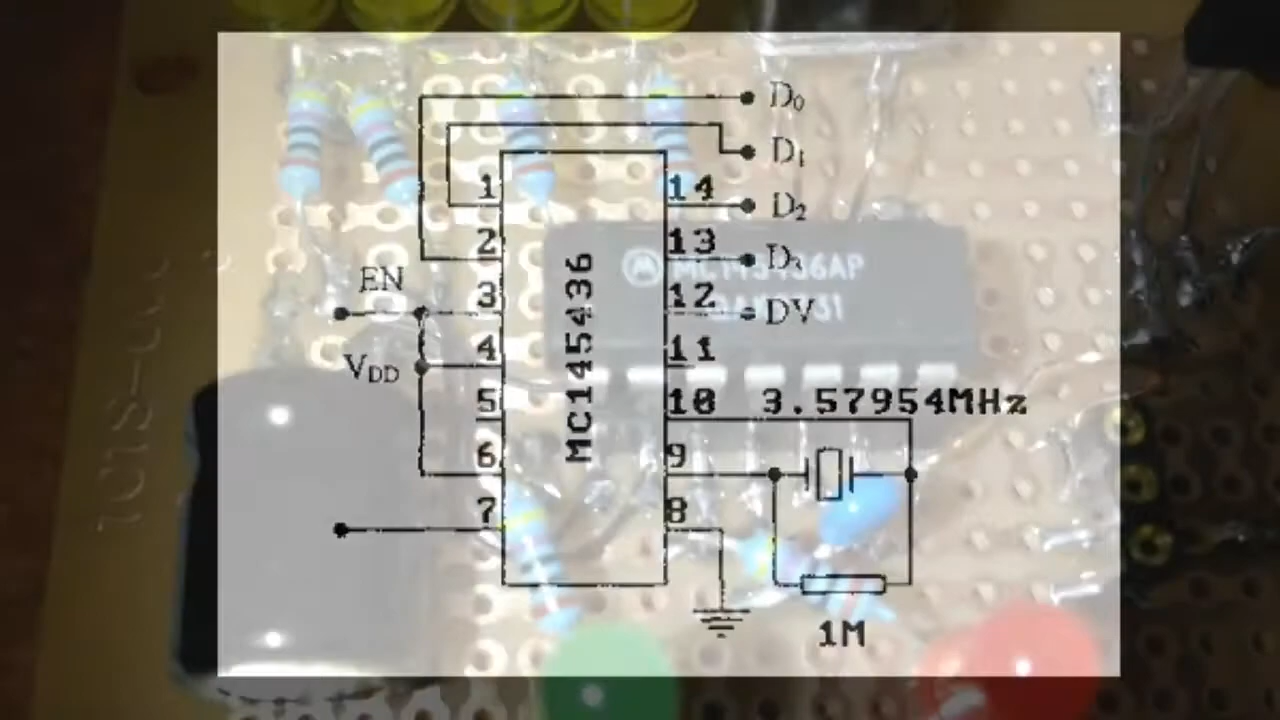 D₀
D₁
1 14
D₂
2 13
D₃
EN
3 12
DV
4 11
VDD
5 10
3.57954MHz
6 9
7 8
MC145436
1M